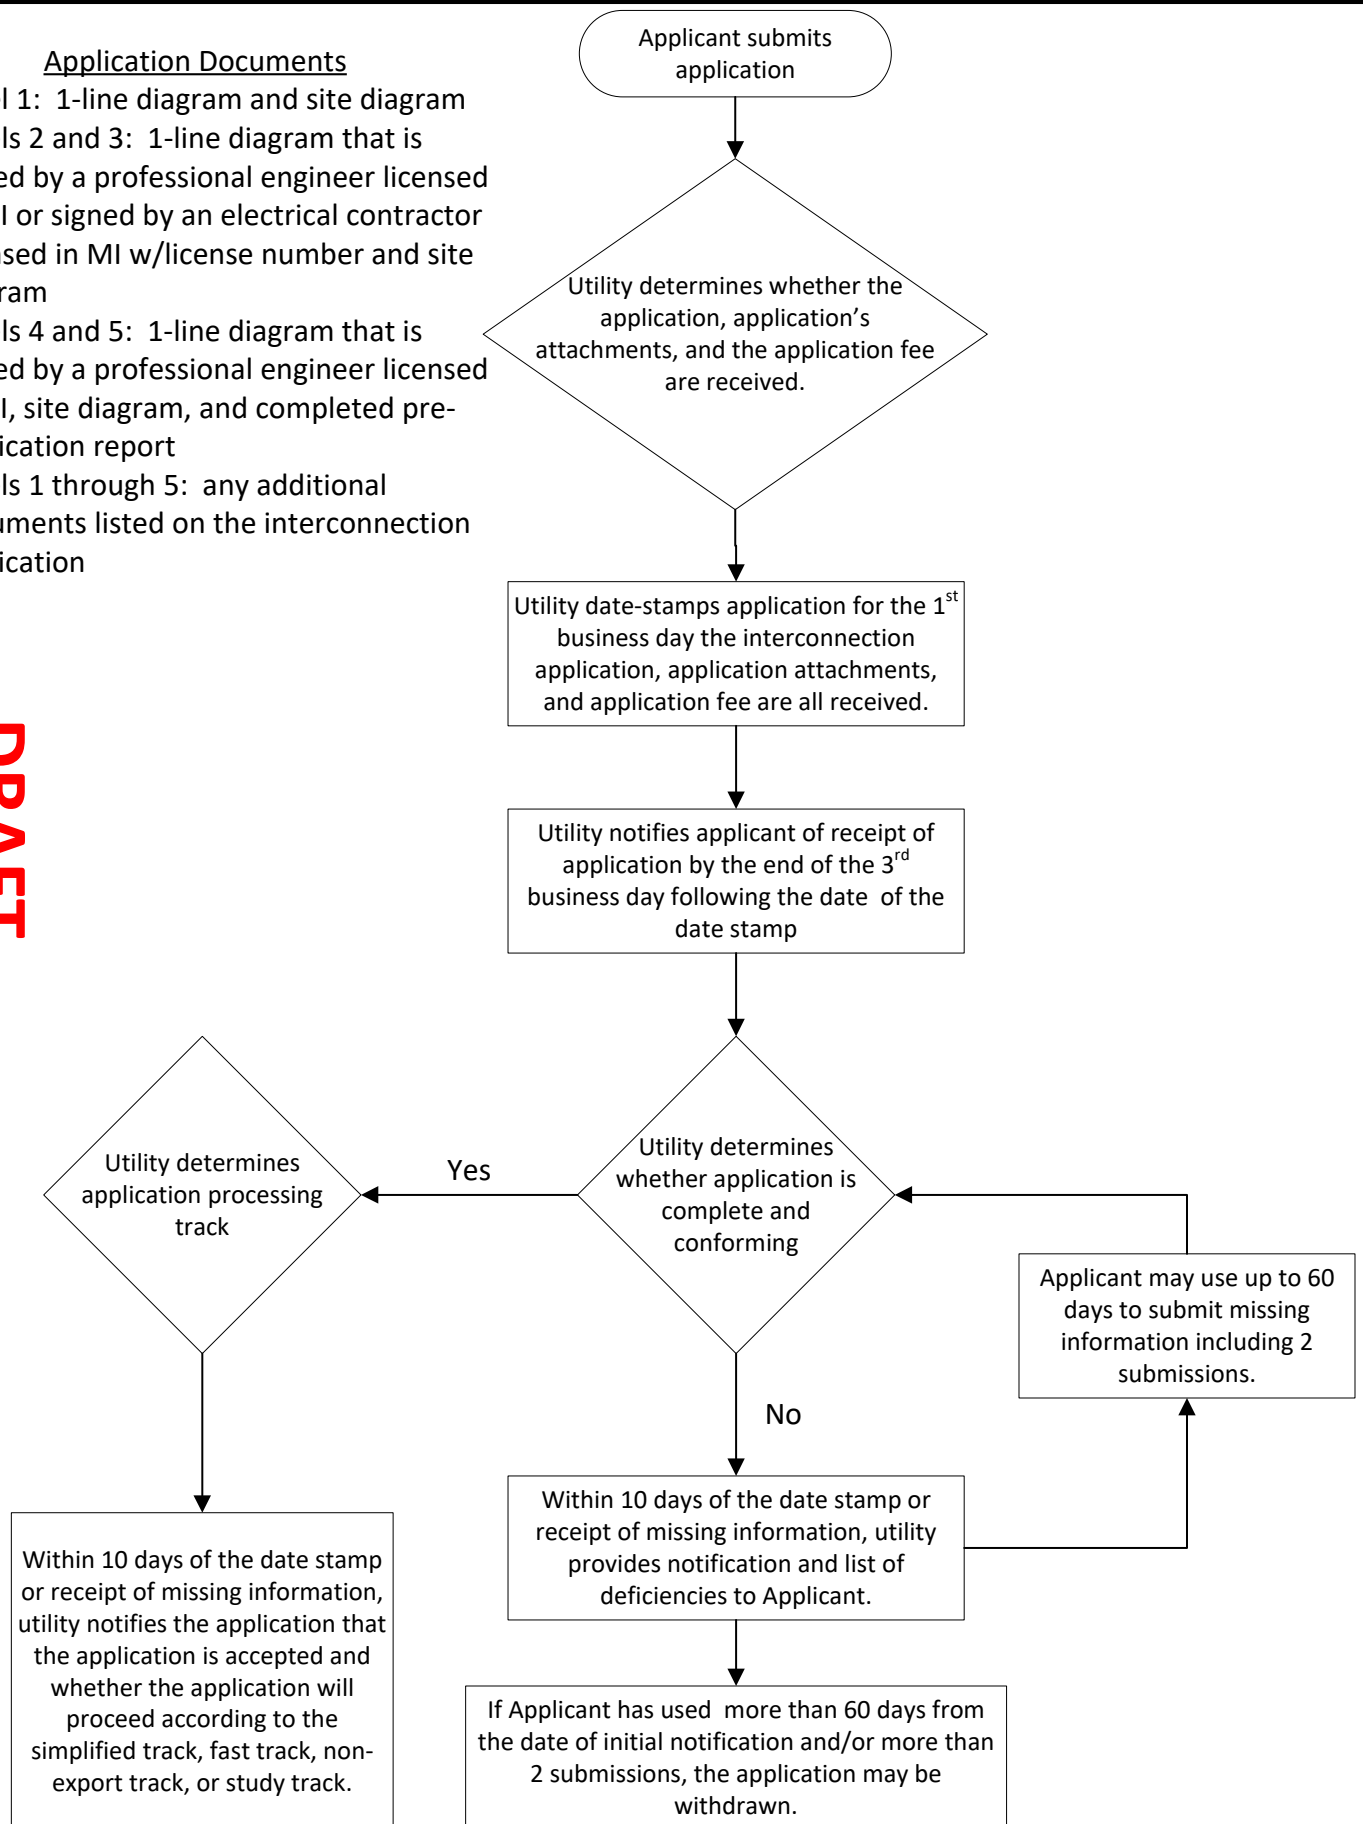 Application Documents
1: 1-line diagram and site diagram
2 and 3: 1-line diagram that is
by a professional engineer licensed
or signed by an electrical contractor
in MI w/license number and site
4 and 5: 1-line diagram that is
by a professional engineer licensed
site diagram, and completed pre-
report
1 through 5: any additional
listed on the interconnection
DRAFT
Applicant submits
application
Utility determines whether the
application, application’s
attachments, and the application fee
are received.
Utility date-stamps application for the 1st
business day the interconnection
application, application attachments,
and application fee are all received.
Utility notifies applicant of receipt of
application by the end of the 3rd
business day following the date of the
date stamp
Utility determines
whether application is
complete and
conforming
Yes
Utility determines
application processing
track
Within 10 days of the date stamp
or receipt of missing information,
utility notifies the application that
the application is accepted and
whether the application will
proceed according to the
simplified track, fast track, non-
export track, or study track.
No
Within 10 days of the date stamp or
receipt of missing information, utility
provides notification and list of
deficiencies to Applicant.
Applicant may use up to 60
days to submit missing
information including 2
submissions.
If Applicant has used more than 60 days from
the date of initial notification and/or more than
2 submissions, the application may be
withdrawn.